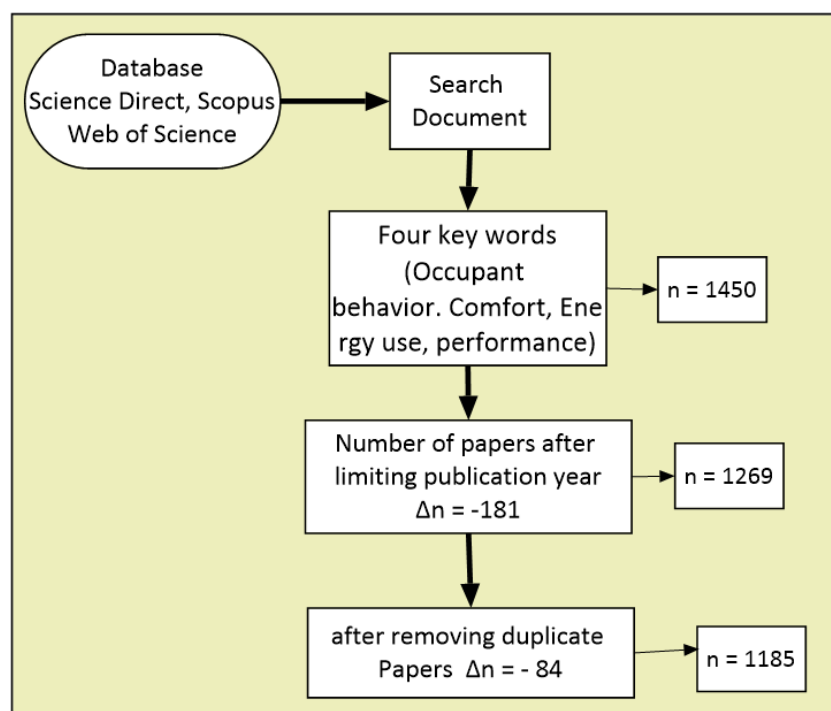 Database
Science Direct, Scopus
Web of Science
Search
Document
Four key words
(Occupant
behavior. Comfort, Ene
rgy use, performance)
n = 1450
Number of papers after
limiting publication year
Δn = -181
n = 1269
after removing duplicate
Papers Δn = - 84
n = 1185